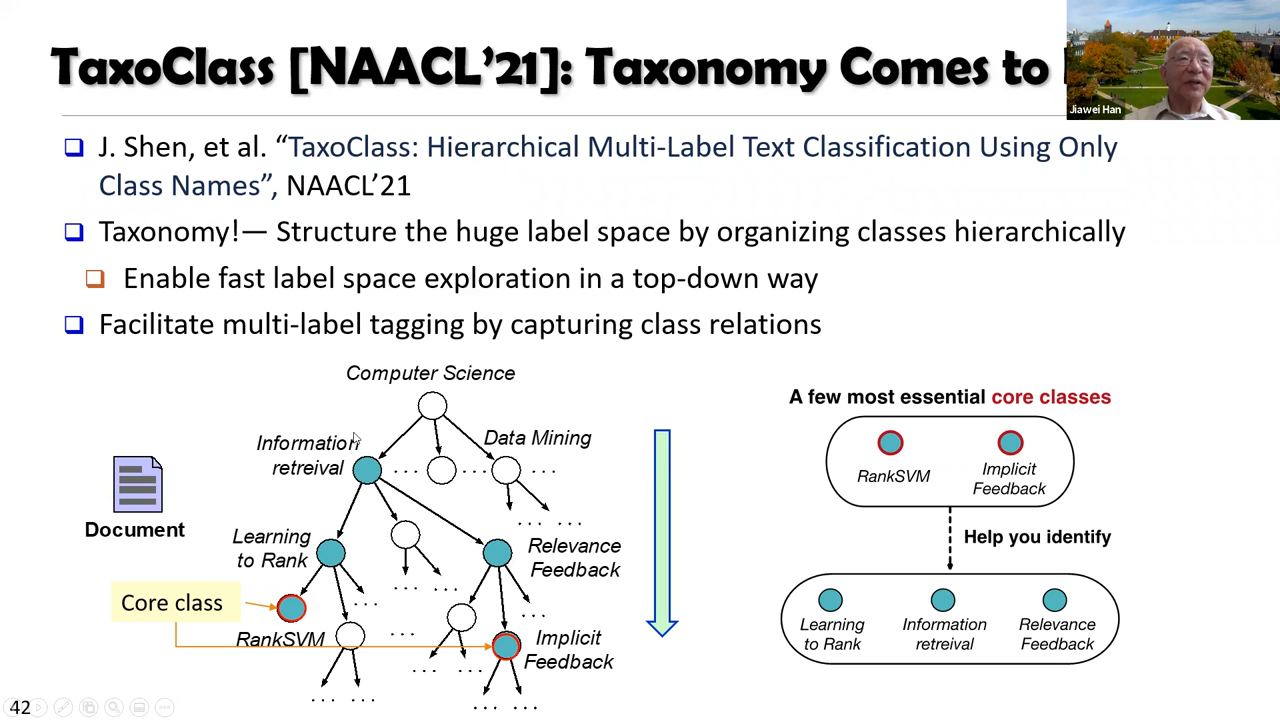 TaxoClass [NAACL’21]: Taxonomy Comes to
Jiawei Han
❑ J. Shen, et al. “TaxoClass: Hierarchical Multi-Label Text Classification Using Only
Class Names”, NAACL’21
❑ Taxonomy!— Structure the huge label space by organizing classes hierarchically
❑ Enable fast label space exploration in a top-down way
❑ Facilitate multi-label tagging by capturing class relations
Computer Science
Information
retreival
Data Mining
Document
Learning
to Rank
Relevance
Feedback
Core class
RankSVM
Implicit
Feedback
A few most essential core classes
RankSVM
Implicit
Feedback
Help you identify
Learning
to Rank
Information
retreival
Relevance
Feedback
42